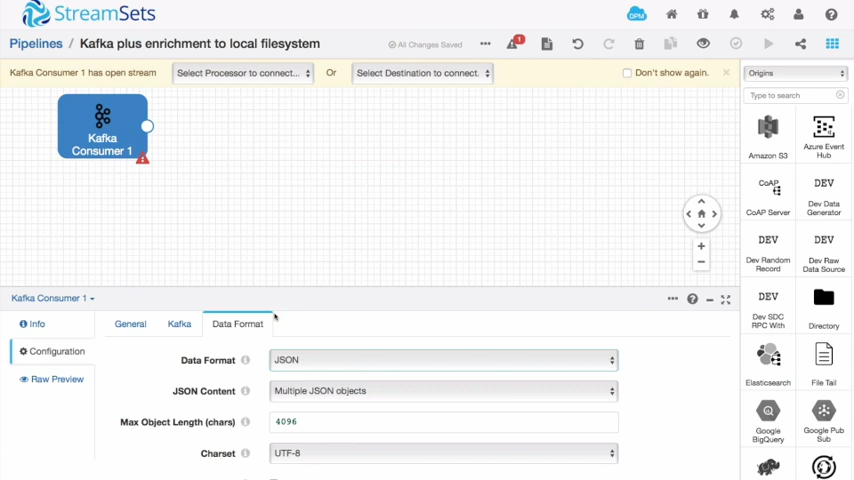 StreamSets
DPM
Pipelines / Kafka plus enrichment to local filesystem
All Changes Saved
1
Kafka Consumer 1 has open stream
Select Processor to connect...
Or
Select Destination to connect.
Don't show again.
Origins
Type to search
Kafka
Consumer 1
Amazon S3
Azure Event
Hub
CoAP
CoAP Server
DEV
Dev Data
Generator
DEV
Dev Random
Record
DEV
Dev Raw
Data Source
DEV
Dev SDC
RPC With
Directory
Elasticsearch
File Tail
Google
BigQuery
Google Pub
Sub
Kafka Consumer 1
Info
Configuration
Raw Preview
General
Kafka
Data Format
Data Format
JSON
JSON Content
Multiple JSON objects
Max Object Length (chars)
4096
Charset
UTF-8